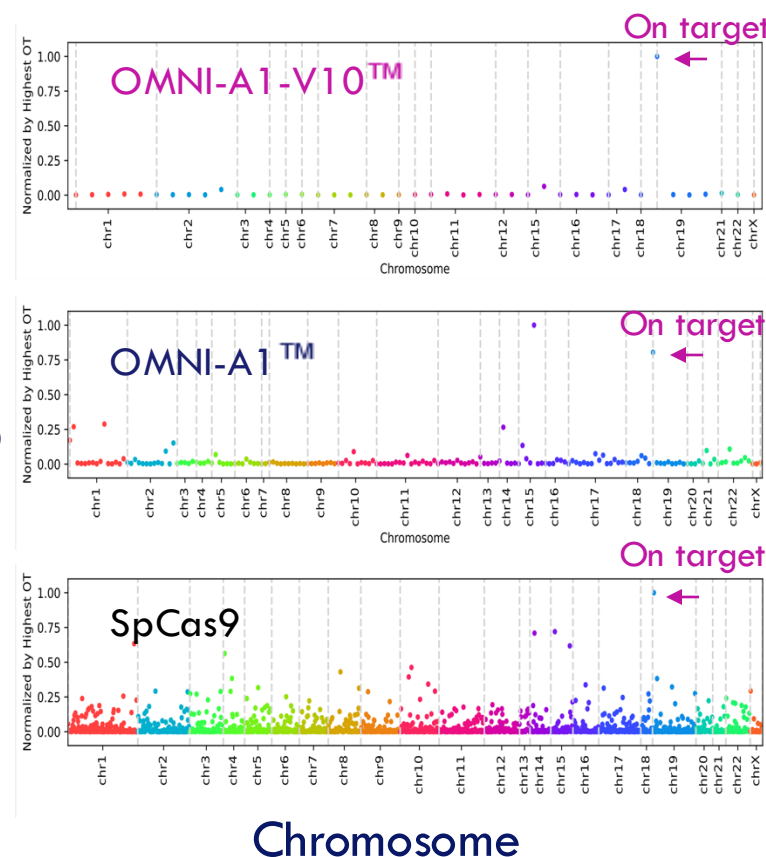 On target
OMNI-A1-V10™
Normalized by Highest OT
1.00
0.75
0.50
0.25
0.00
chr1 chr2 chr3 chr4 chr5 chr6 chr7 chr8 chr9 chr10 chr11 chr12 chr15 chr16 chr17 chr18 chr19 chr21 chr22 chrX
Chromosome
On target
OMNI-A1™
Normalized by Highest OT
1.00
0.75
0.50
0.25
0.00
chr1 chr2 chr3 chr4 chr5 chr6 chr7 chr8 chr9 chr10 chr11 chr12 chr13 chr14 chr15 chr16 chr17 chr18 chr19 chr20 chr21 chr22 chrX
Chromosome
On target
SpCas9
Normalized by Highest OT
1.00
0.75
0.50
0.25
0.00
chr1 chr2 chr3 chr4 chr5 chr6 chr7 chr8 chr9 chr10 chr11 chr12 chr13 chr14 chr15 chr16 chr17 chr18 chr19 chr20 chr21 chr22 chrX
Chromosome